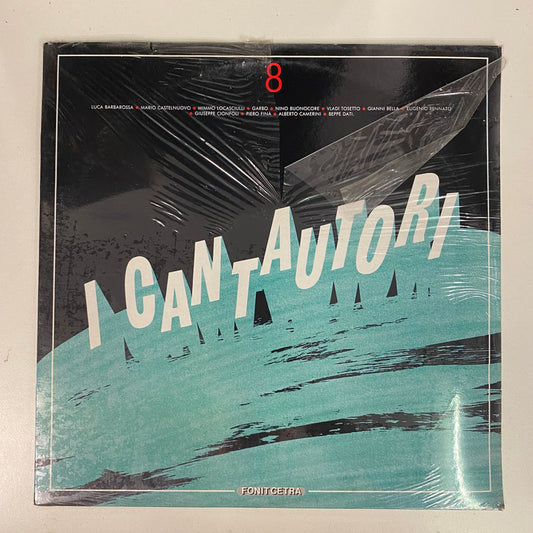 8
LUCA BARBAROSSA • MARIO CASTELNUOVO • MIMMO LOCASCIULLI • GARBO • NINO BUONOCORE • VLADI TOSETTO • GIANNI BELLA • EUGENIO BENNATO
• GIUSEPPE CIONFOLI • PIERO FINA • ALBERTO CAMERINI • BEPPE DATI.
I CANTAUTORI
FONIT CETRA